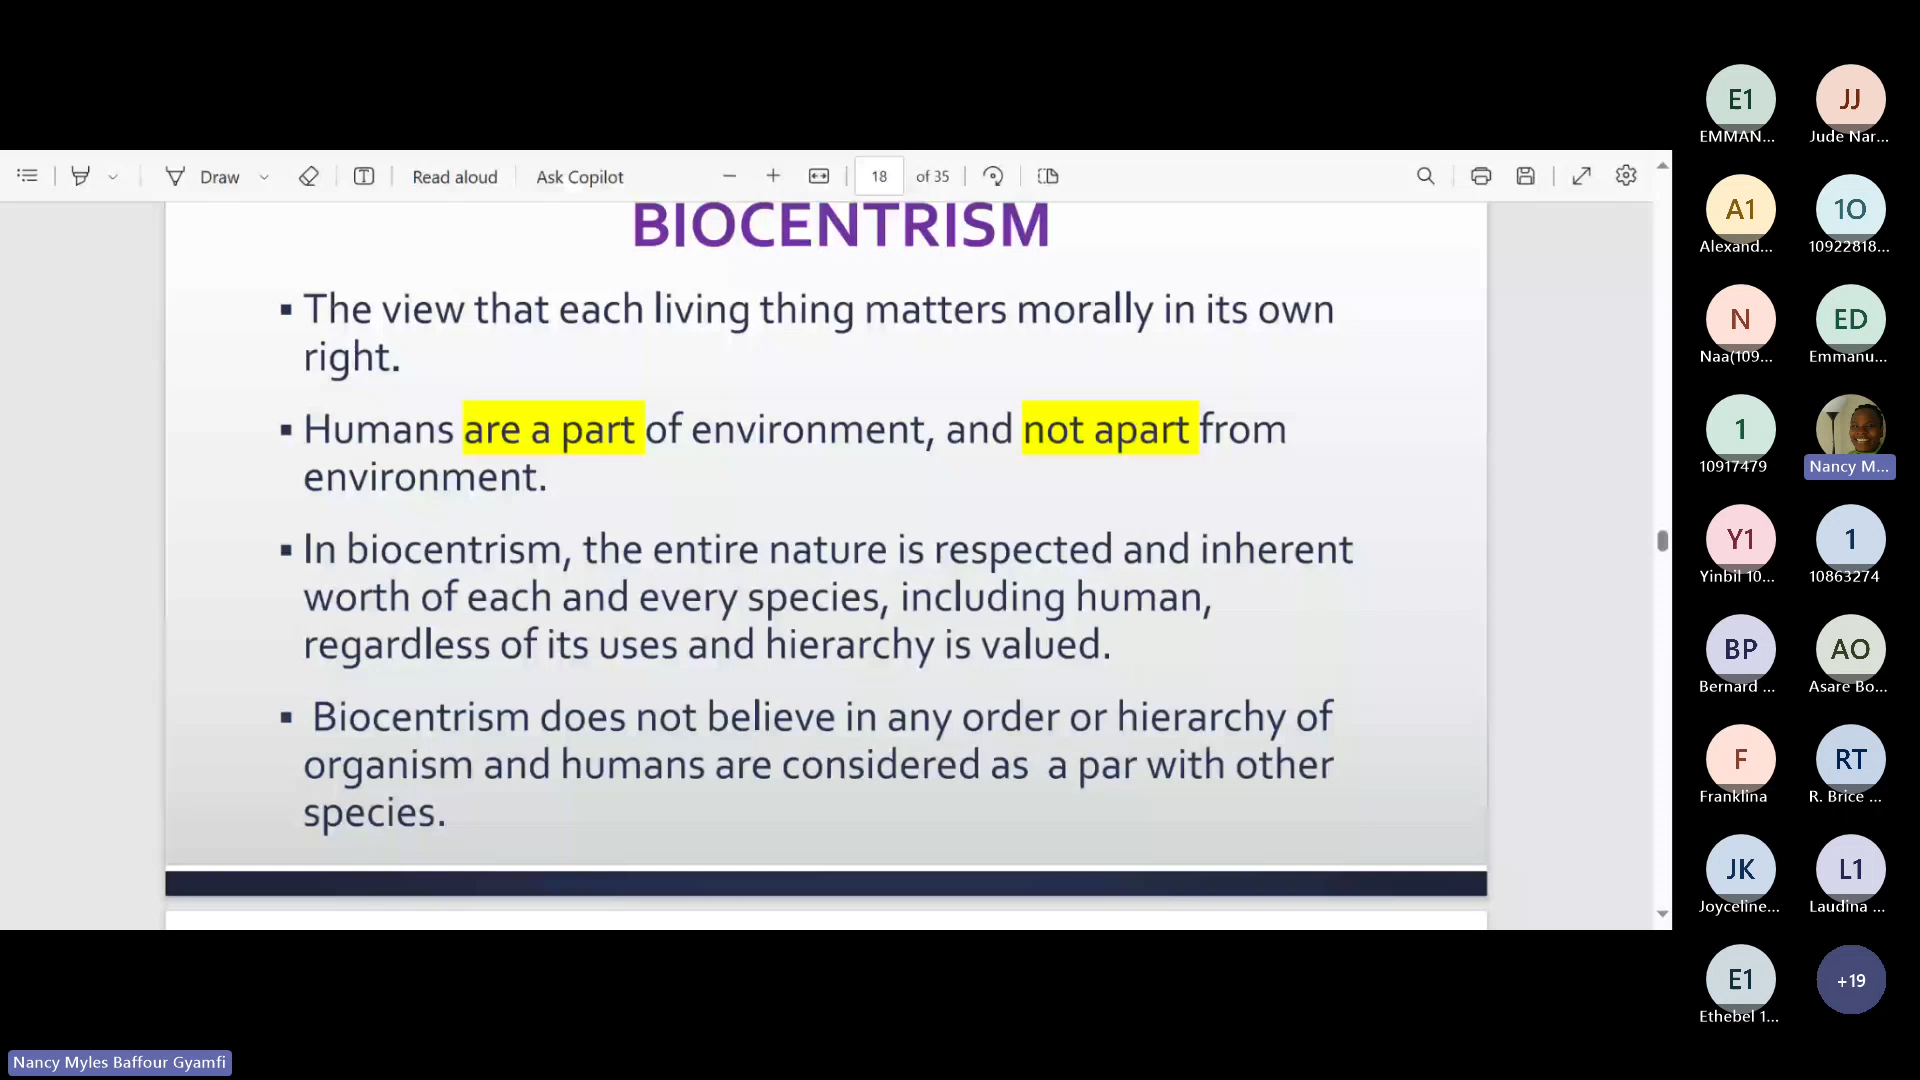 Draw
Read aloud
Ask Copilot
18 of 35
BIOCENTRISM
▪ The view that each living thing matters morally in its own
right.
▪ Humans are a part of environment, and not apart from
environment.
▪ In biocentrism, the entire nature is respected and inherent
worth of each and every species, including human,
regardless of its uses and hierarchy is valued.
▪ Biocentrism does not believe in any order or hierarchy of
organism and humans are considered as a par with other
species.
E1
EMMAN...
JJ
Jude Nar...
A1
Alexand...
1O
10922818...
N
Naa(109...
ED
Emmanu...
1
10917479
Nancy M...
Y1
Yinbil 10...
1
10863274
BP
Bernard ...
AO
Asare Bo...
F
Franklina
RT
R. Brice ...
JK
Joyceline...
L1
Laudina ...
E1
Ethebel 1...
+19
Nancy Myles Baffour Gyamfi